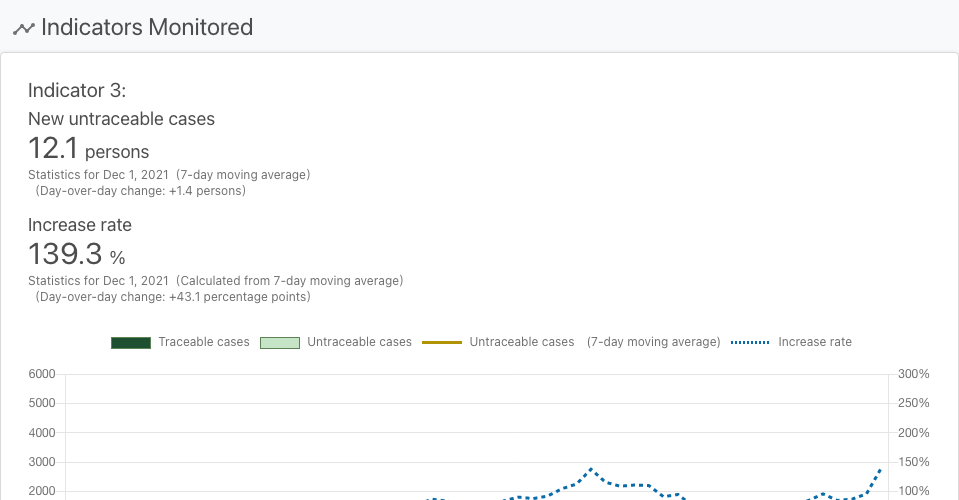 Indicators Monitored
Indicator 3:
New untraceable cases
12.1 persons
Statistics for Dec 1, 2021 (7-day moving average)
(Day-over-day change: +1.4 persons)
Increase rate
139.3 %
Statistics for Dec 1, 2021 (Calculated from 7-day moving average)
(Day-over-day change: +43.1 percentage points)
Traceable cases Untraceable cases Untraceable cases (7-day moving average) Increase rate
6000 300%
5000 250%
4000 200%
3000 150%
2000 100%